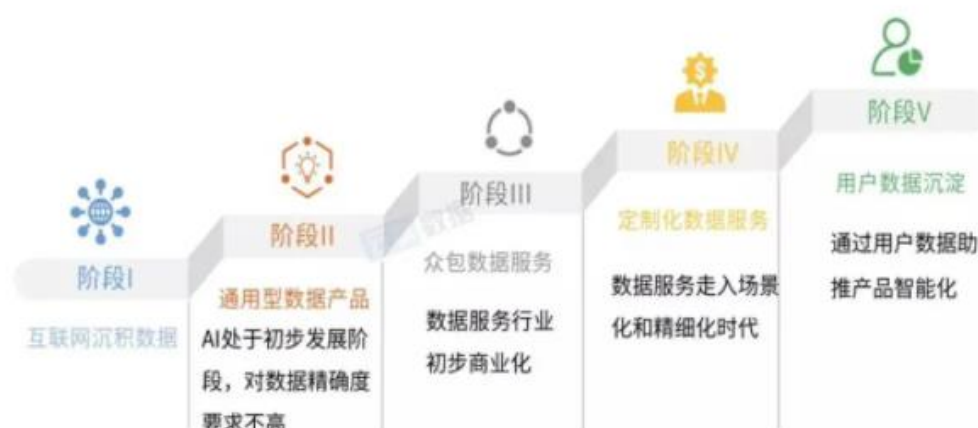 阶段I
互联网沉积数据
阶段II
通用型数据产品
AI处于初步发展阶
段，对数据精确度
要求不高
阶段III
众包数据服务
数据服务行业
初步商业化
阶段IV
定制化数据服务
数据服务走入场景
化和精细化时代
阶段V
用户数据沉淀
通过用户数据助
推产品智能化
数据